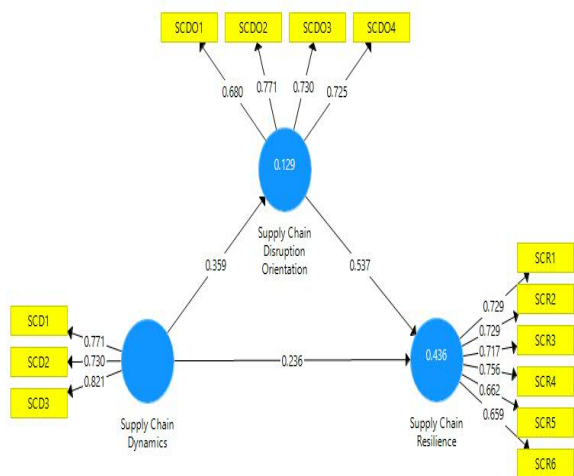 SCDO1 SCDO2 SCDO3 SCDO4
0.680 0.771 0.730 0.725
0.129
Supply Chain
Disruption
Orientation
0.359
0.537
SCD1
SCD2
SCD3
0.771
0.730
0.821
Supply Chain
Dynamics
0.236
0.436
Supply Chain
Resilience
0.729
0.729
0.717
0.756
0.662
0.659
SCR1
SCR2
SCR3
SCR4
SCR5
SCR6